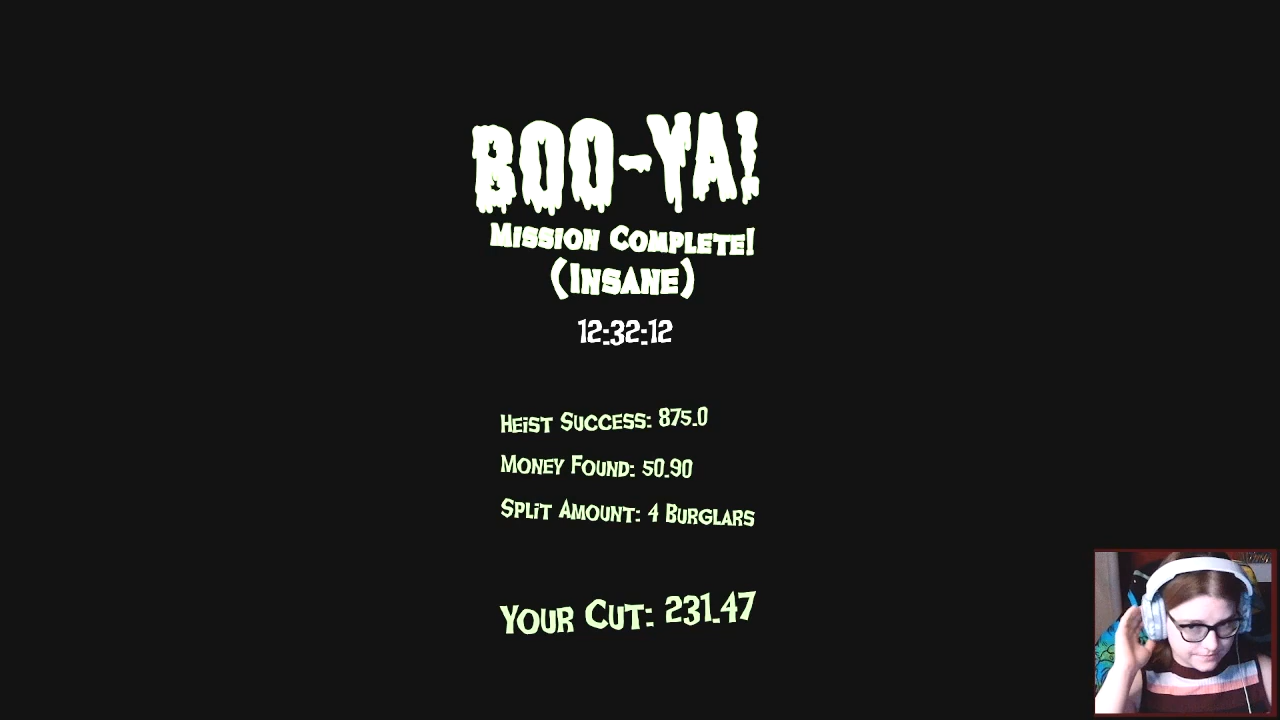 BOO-YA!
MISSION COMPLETE!
(INSANE)
12:32:12
HEIST SUCCESS: 875.0
MONEY FOUND: 50.90
SPLIT AMOUNT: 4 BURGLARS
YOUR CUT: 231.47